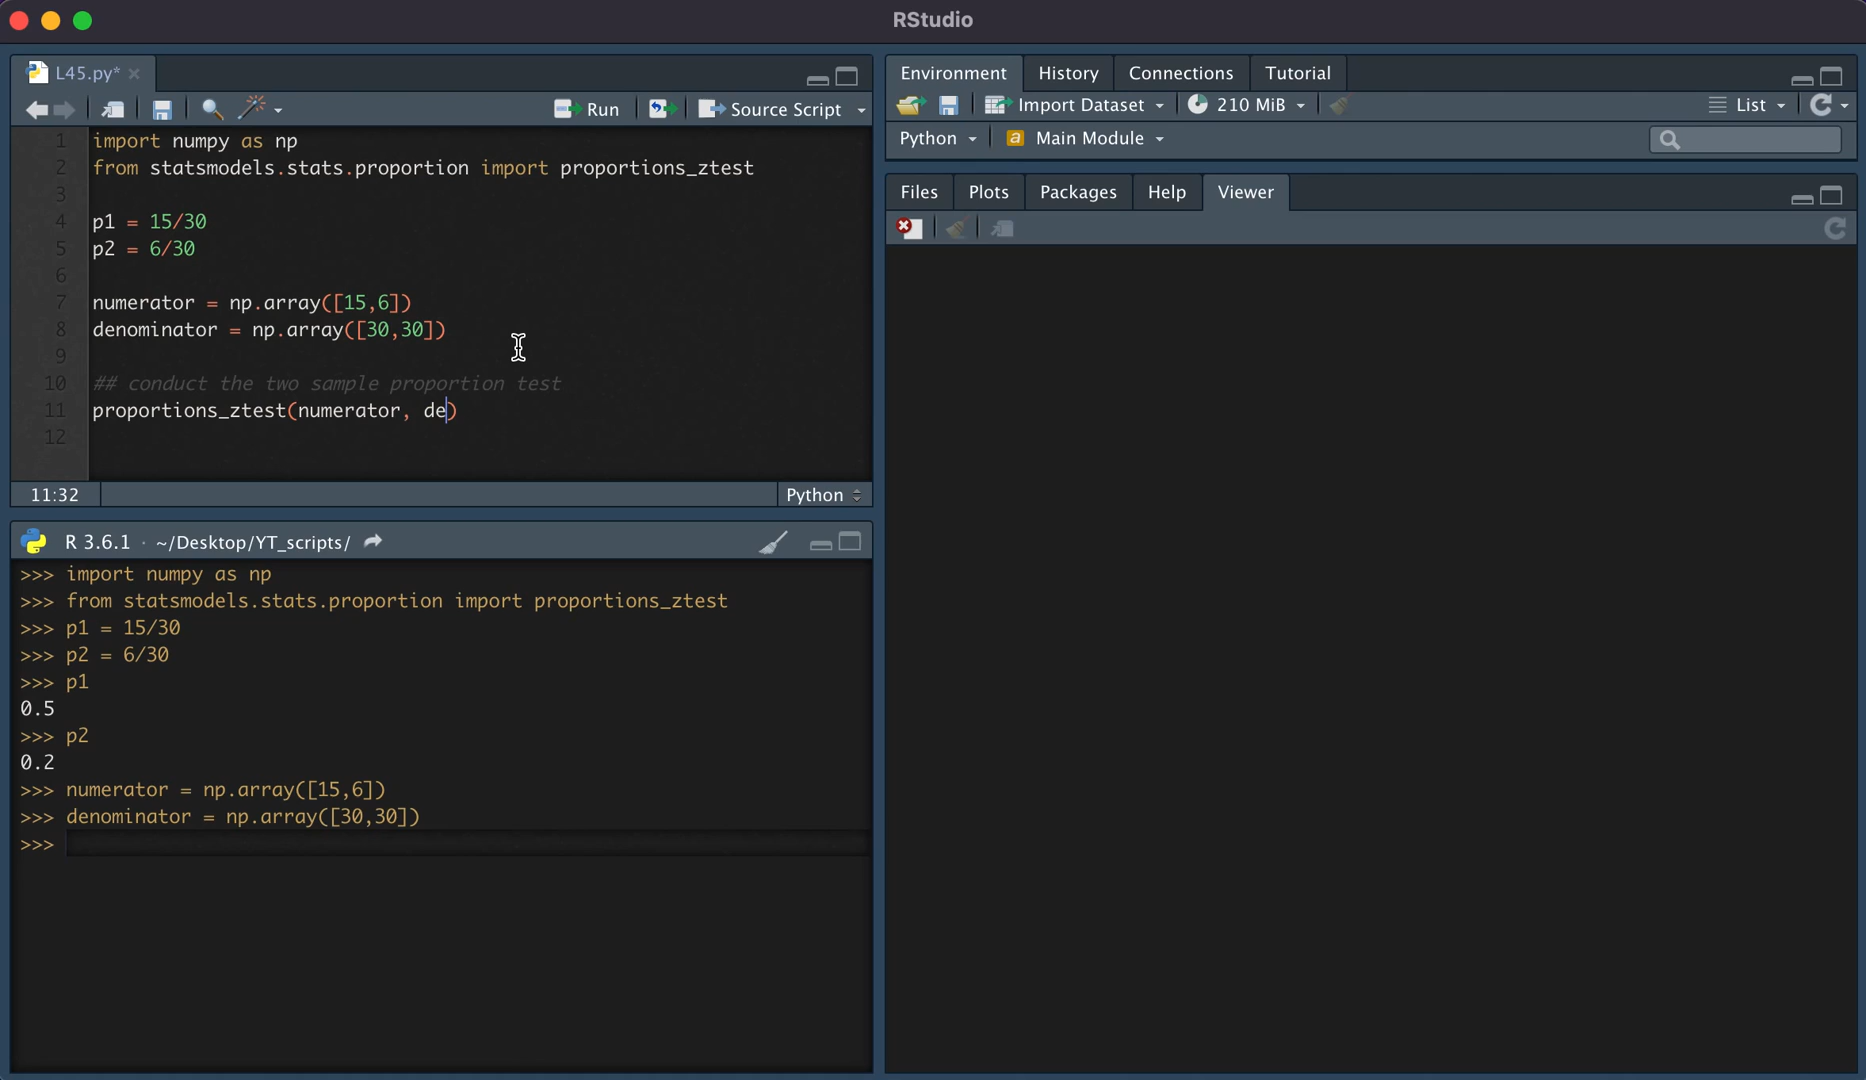 RStudio
L45.py*
Run
Source Script
1 import numpy as np
2 from statsmodels.stats.proportion import proportions_ztest
3
4 p1 = 15/30
5 p2 = 6/30
6
7 numerator = np.array([15,6])
8 denominator = np.array([30,30])
9
10 ## conduct the two sample proportion test
11 proportions_ztest(numerator, de)
12
11:32 Python
R 3.6.1 · ~/Desktop/YT_scripts/
>>> import numpy as np
>>> from statsmodels.stats.proportion import proportions_ztest
>>> p1 = 15/30
>>> p2 = 6/30
>>> p1
0.5
>>> p2
0.2
>>> numerator = np.array([15,6])
>>> denominator = np.array([30,30])
>>>
Environment History Connections Tutorial
Import Dataset 210 MiB List
Python Main Module
Files Plots Packages Help Viewer